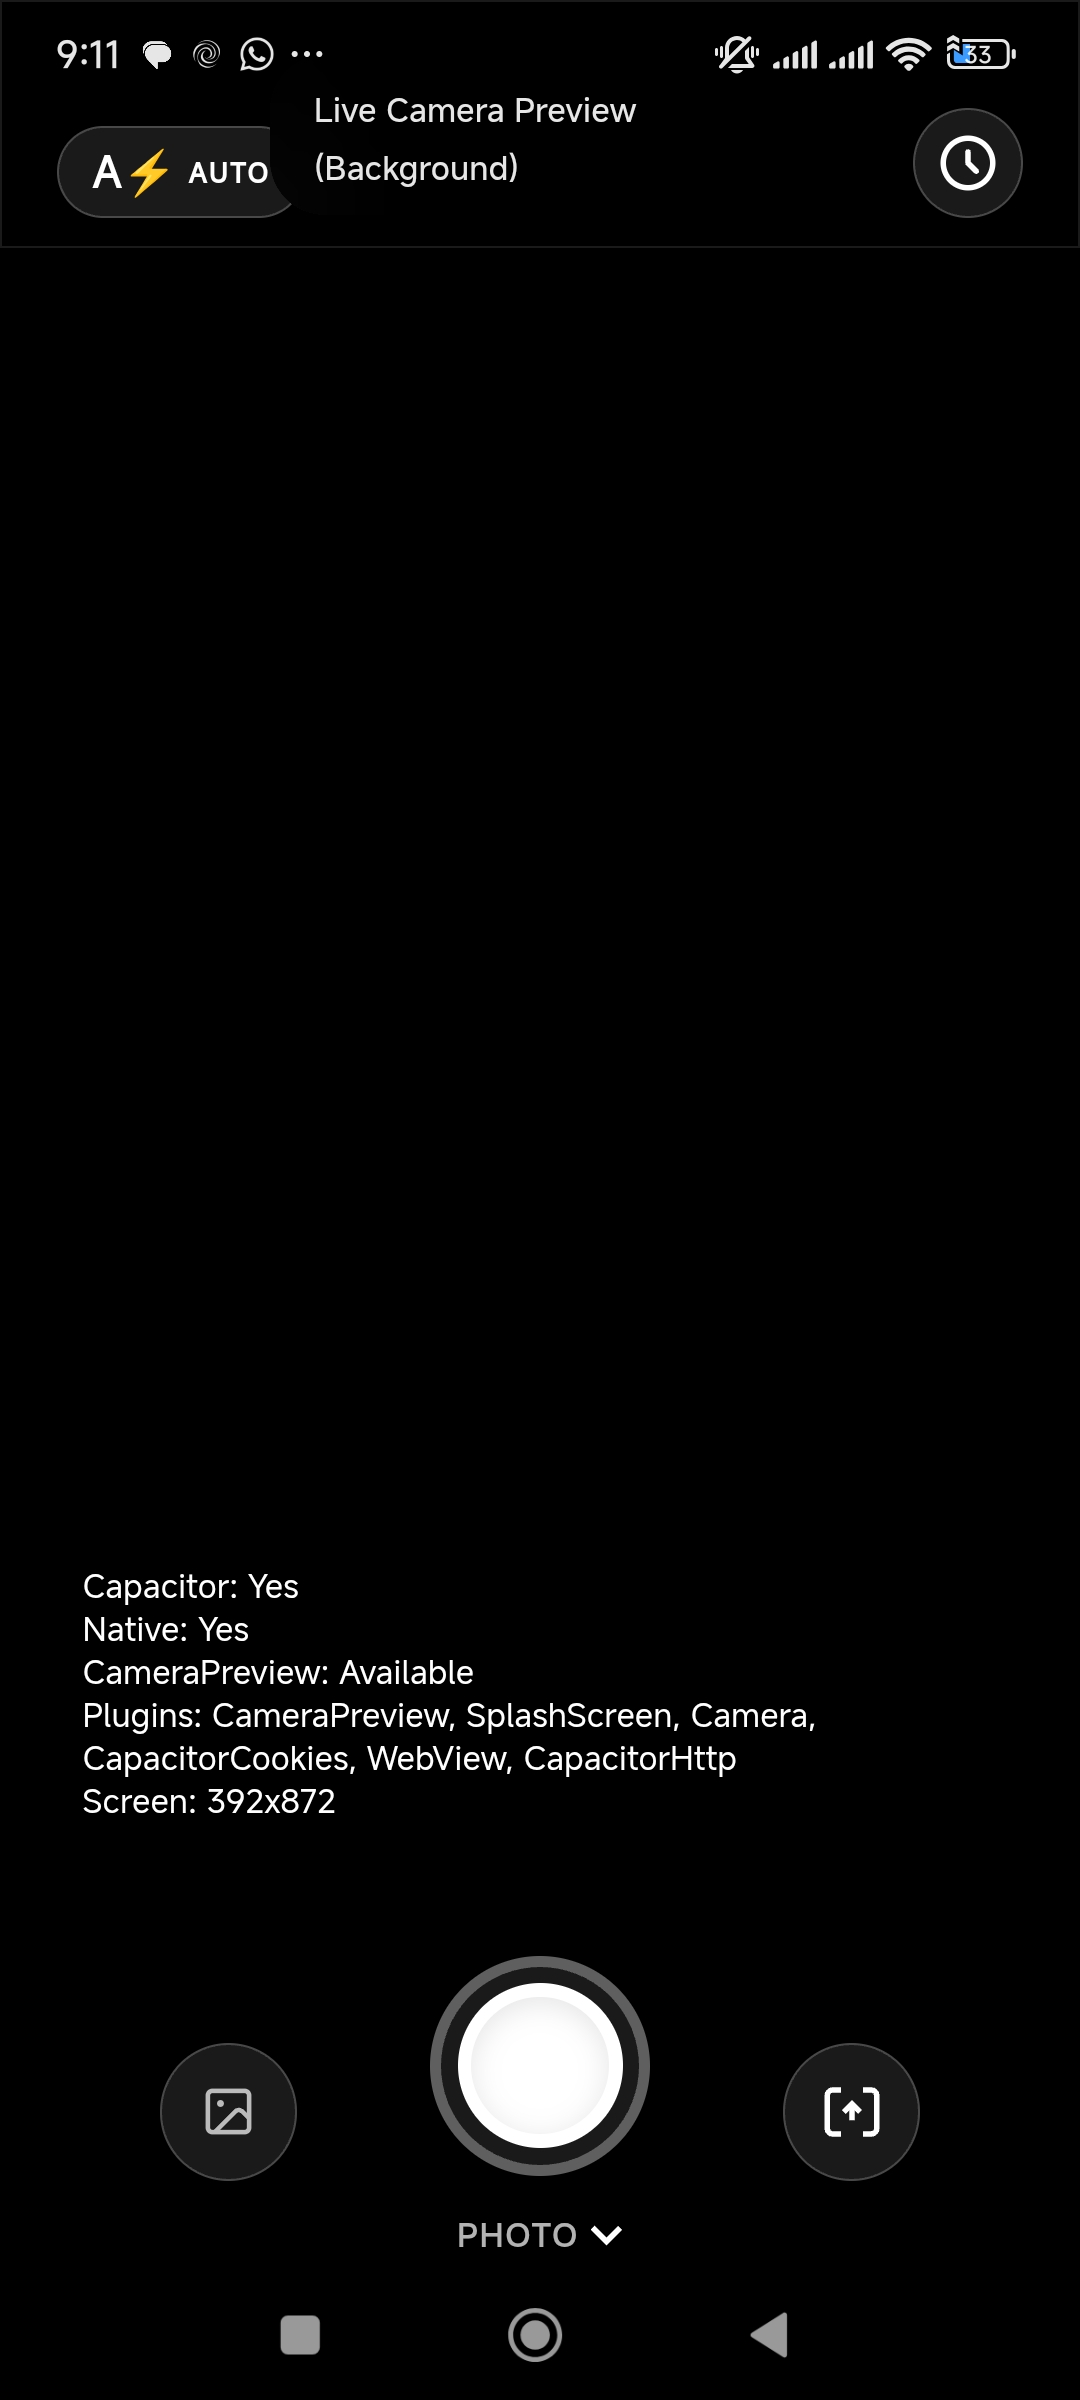 9:11
33
Live Camera Preview
(Background)
A⚡ AUTO
Capacitor: Yes
Native: Yes
CameraPreview: Available
Plugins: CameraPreview, SplashScreen, Camera,
CapacitorCookies, WebView, CapacitorHttp
Screen: 392x872
PHOTO